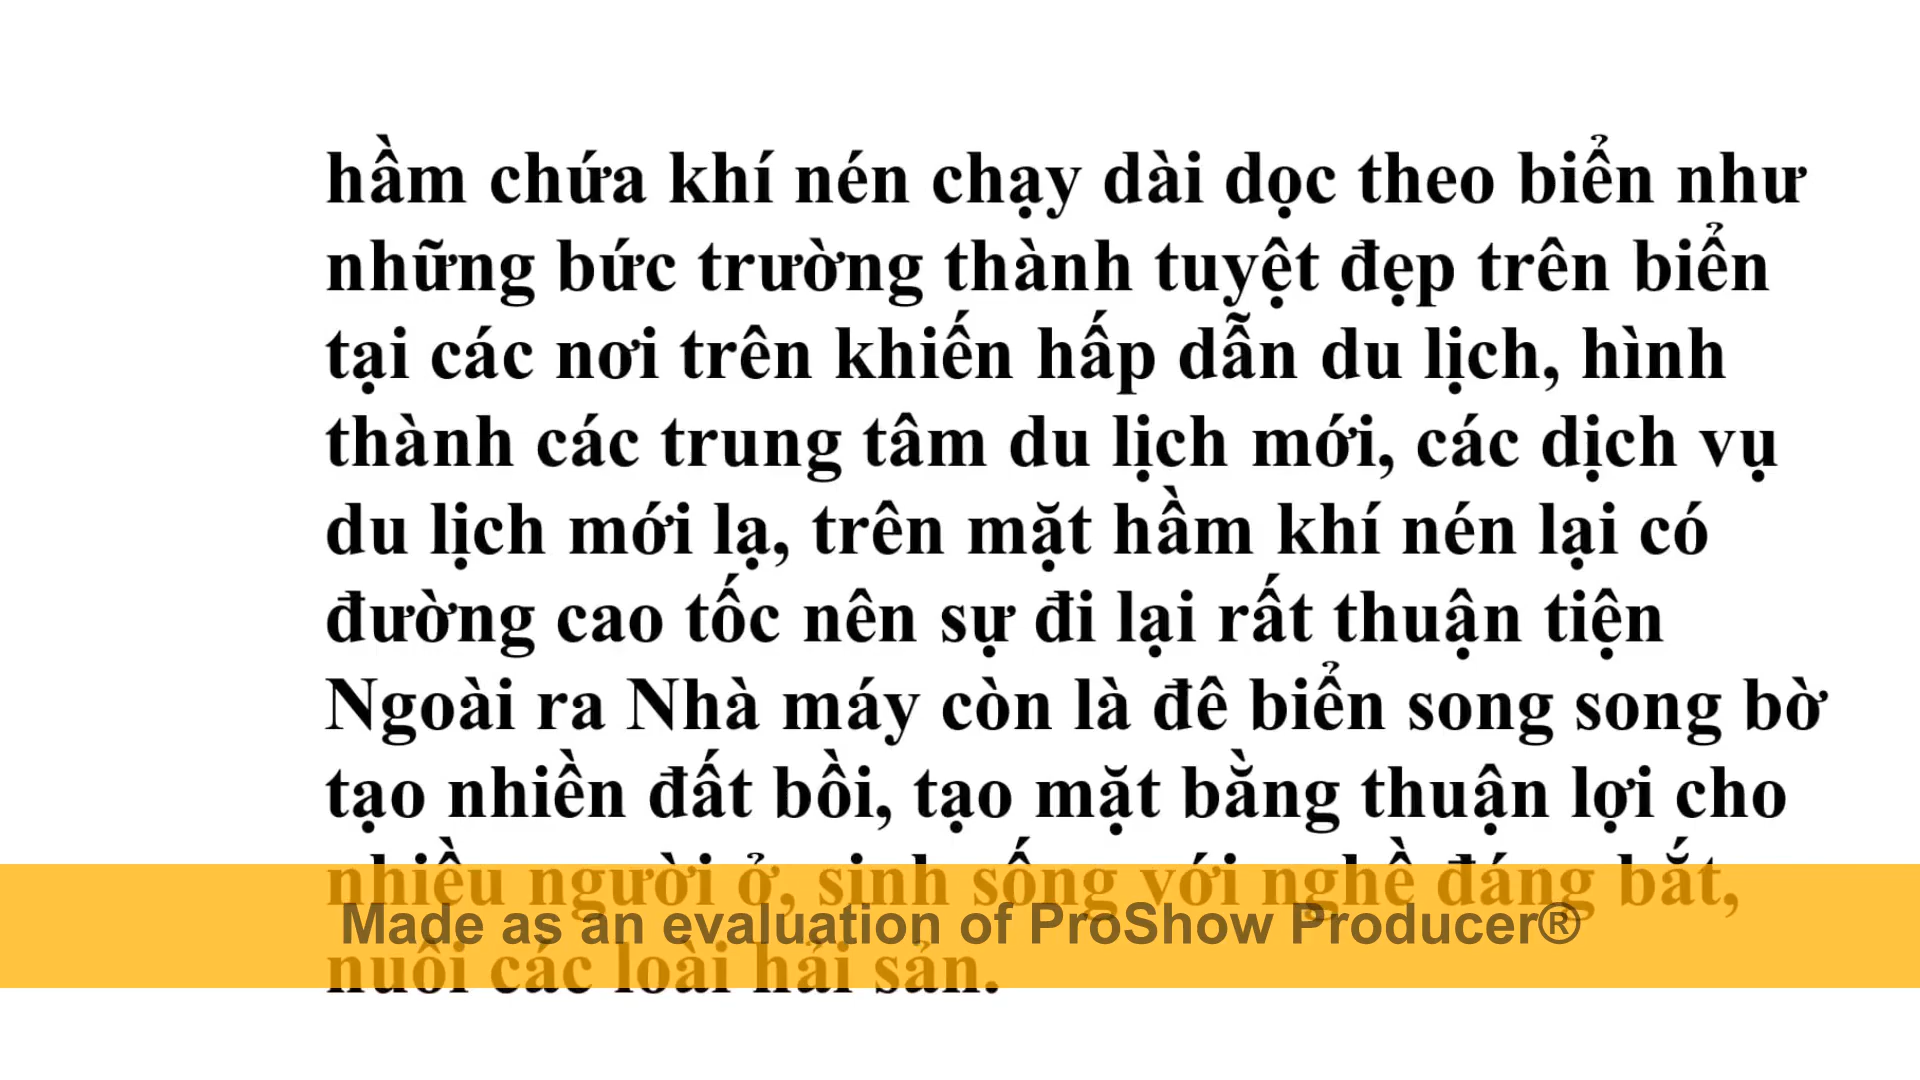 hầm chứa khí nén chạy dài dọc theo biển như
những bức trường thành tuyệt đẹp trên biển
tại các nơi trên khiến hấp dẫn du lịch, hình
thành các trung tâm du lịch mới, các dịch vụ
du lịch mới lạ, trên mặt hầm khí nén lại có
đường cao tốc nên sự đi lại rất thuận tiện
Ngoài ra Nhà máy còn là đê biển song song bờ
tạo nhiền đất bồi, tạo mặt bằng thuận lợi cho
nhiều người ở, sinh sống với nghề đáng bắt,
Made as an evaluation of ProShow Producer®
nuôi các loài hải sản.